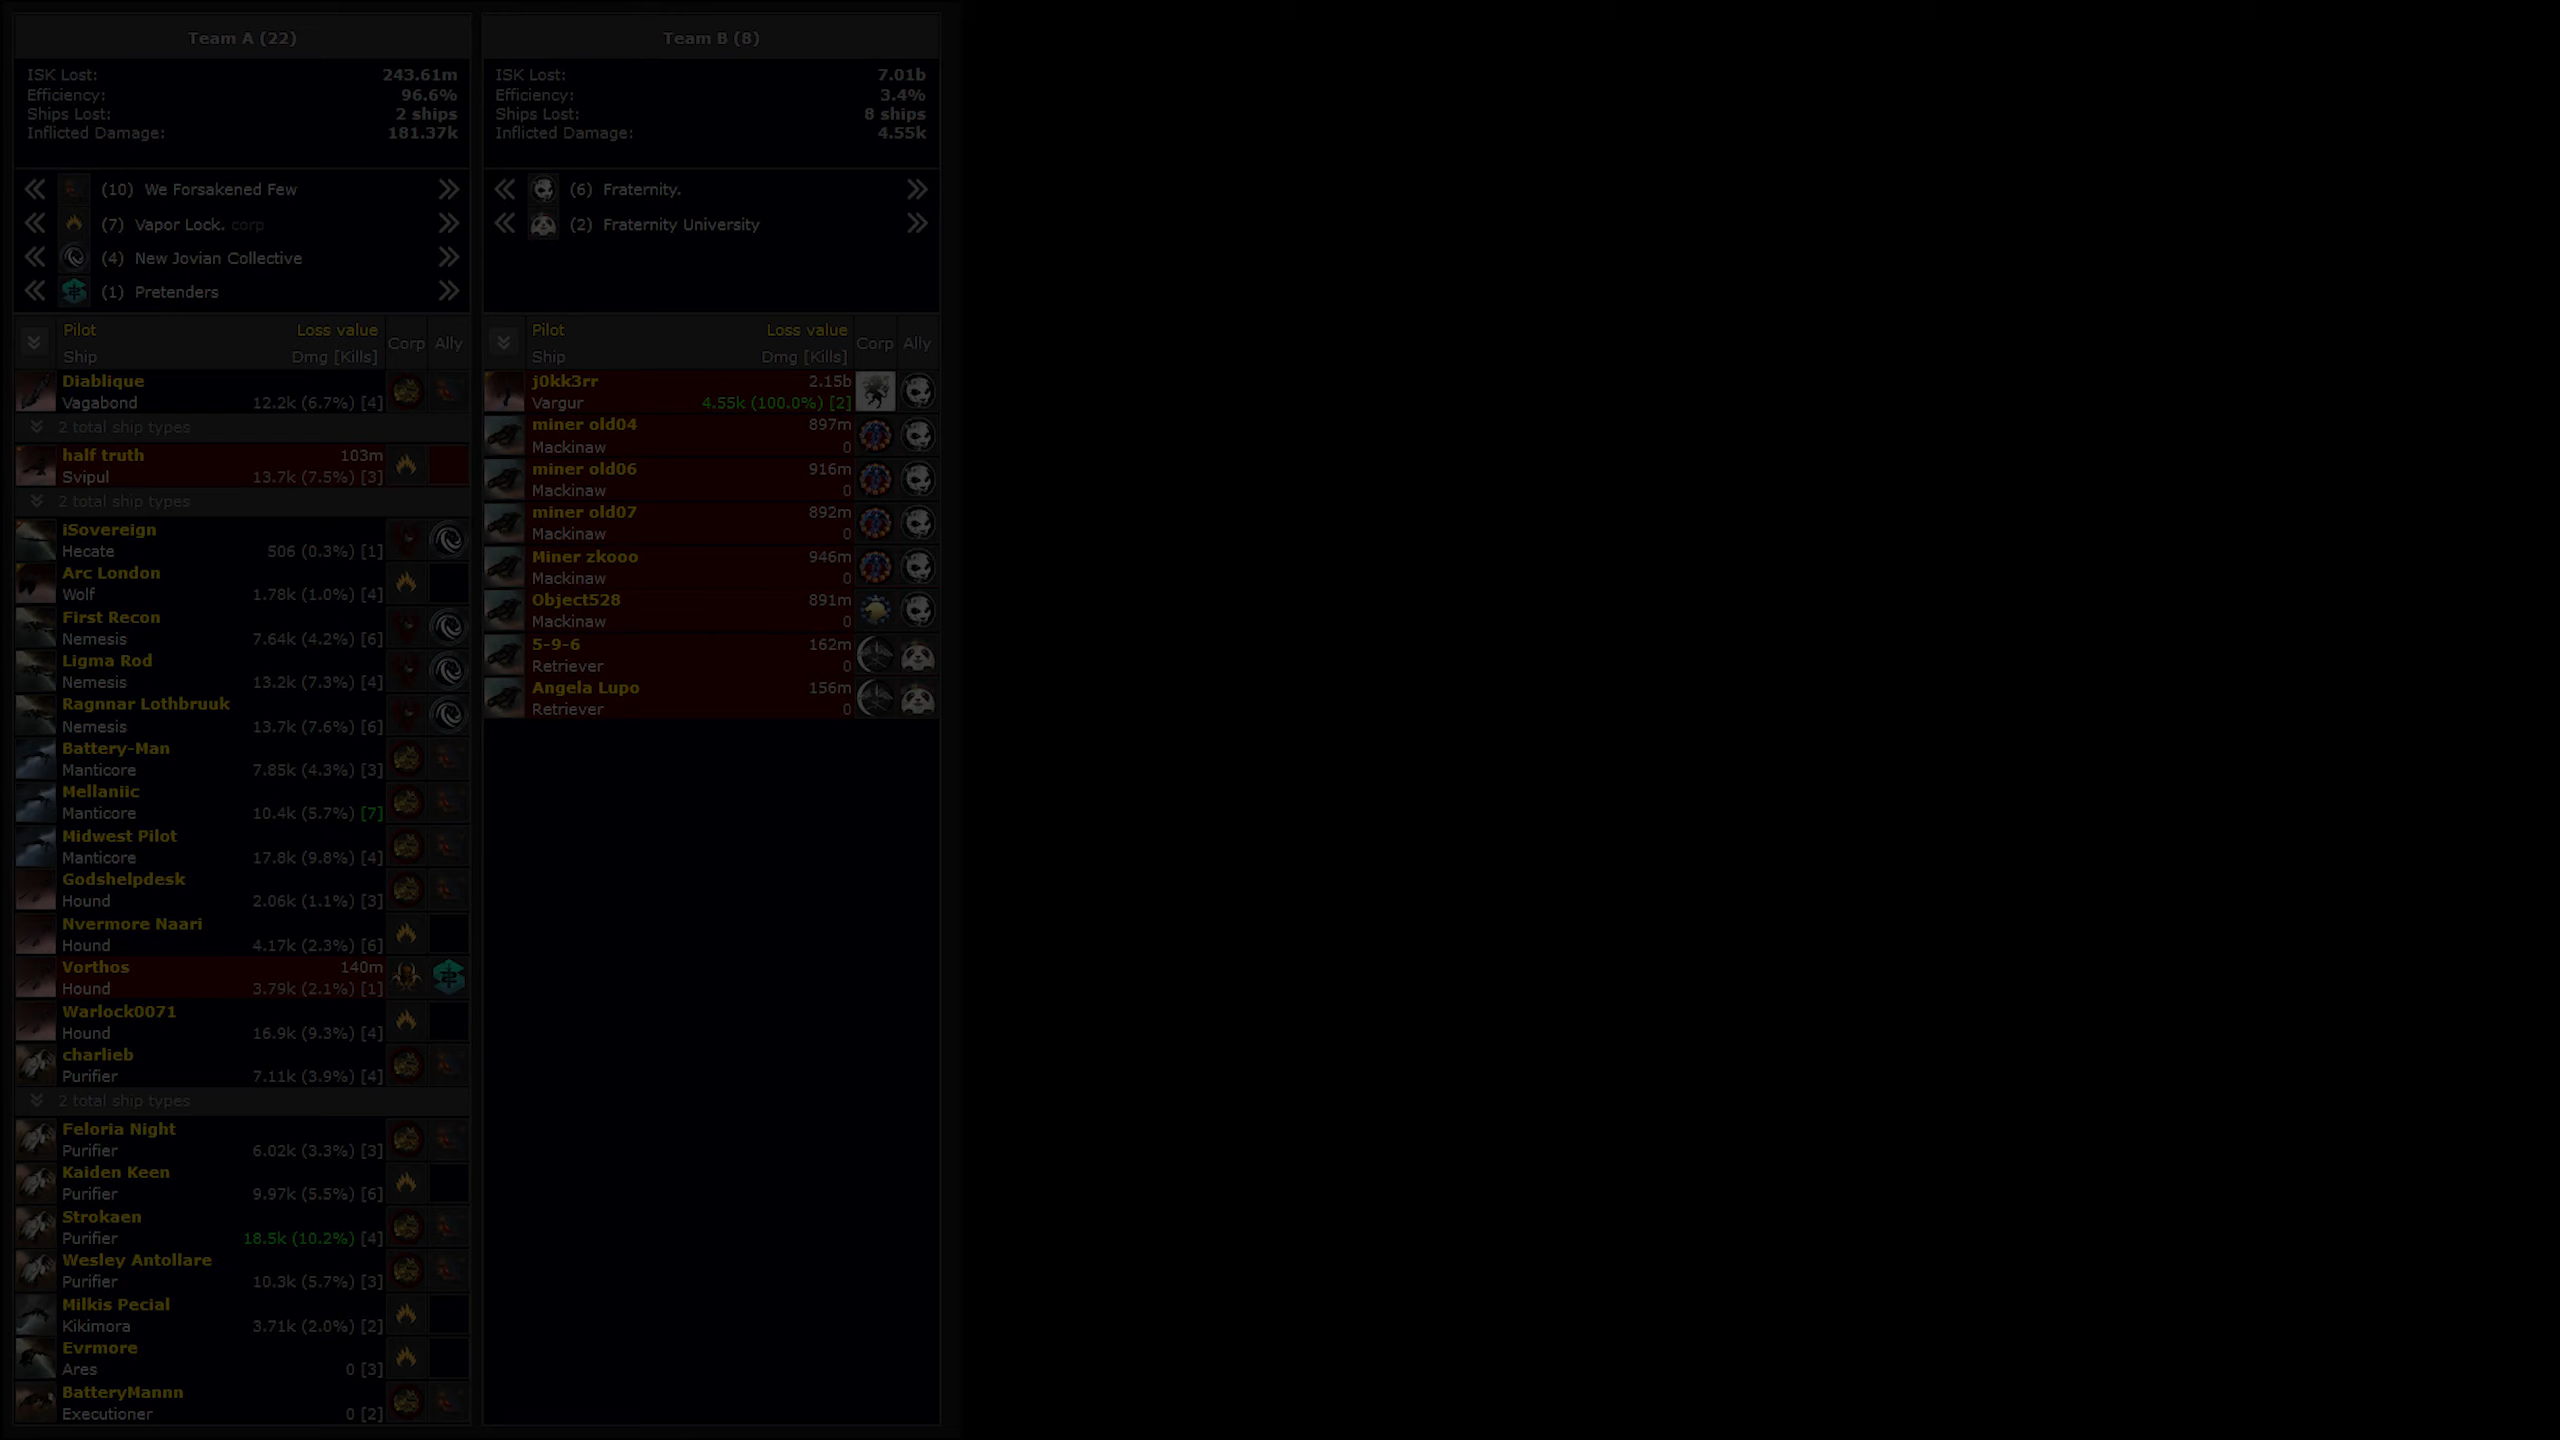 Team A (22)
ISK Lost: 243.61m
Efficiency: 96.6%
Ships Lost: 2 ships
Inflicted Damage: 181.37k
(10) We Forsakened Few
(7) Vapor Lock. corp
(4) New Jovian Collective
(1) Pretenders
Pilot Loss value
Ship Dmg [Kills]
Corp Ally
Diablique
Vagabond 12.2k (6.7%) [4]
2 total ship types
half truth 103m
Svipul 13.7k (7.5%) [3]
2 total ship types
iSovereign
Hecate 506 (0.3%) [1]
Arc London
Wolf 1.78k (1.0%) [4]
First Recon
Nemesis 7.64k (4.2%) [6]
Ligma Rod
Nemesis 13.2k (7.3%) [4]
Ragnnar Lothbruuk
Nemesis 13.7k (7.6%) [6]
Battery-Man
Manticore 7.85k (4.3%) [3]
Mellaniic
Manticore 10.4k (5.7%) [7]
Midwest Pilot
Manticore 17.8k (9.8%) [4]
Godshelpdesk
Hound 2.06k (1.1%) [3]
Nvermore Naari
Hound 4.17k (2.3%) [6]
Vorthos 140m
Hound 3.79k (2.1%) [1]
Warlock0071
Hound 16.9k (9.3%) [4]
charlieb
Purifier 7.11k (3.9%) [4]
2 total ship types
Feloria Night
Purifier 6.02k (3.3%) [3]
Kaiden Keen
Purifier 9.97k (5.5%) [6]
Strokaen
Purifier 18.5k (10.2%) [4]
Wesley Antollare
Purifier 10.3k (5.7%) [3]
Milkis Pecial
Kikimora 3.71k (2.0%) [2]
Evrmore
Ares 0 [3]
BatteryMannn
Executioner 0 [2]
Team B (8)
ISK Lost: 7.01b
Efficiency: 3.4%
Ships Lost: 8 ships
Inflicted Damage: 4.55k
(6) Fraternity.
(2) Fraternity University
Pilot Loss value
Ship Dmg [Kills]
Corp Ally
j0kk3rr 2.15b
Vargur 4.55k (100.0%) [2]
miner old04 897m
Mackinaw 0
miner old06 916m
Mackinaw 0
miner old07 892m
Mackinaw 0
Miner zkooo 946m
Mackinaw 0
Object528 891m
Mackinaw 0
5-9-6 162m
Retriever 0
Angela Lupo 156m
Retriever 0